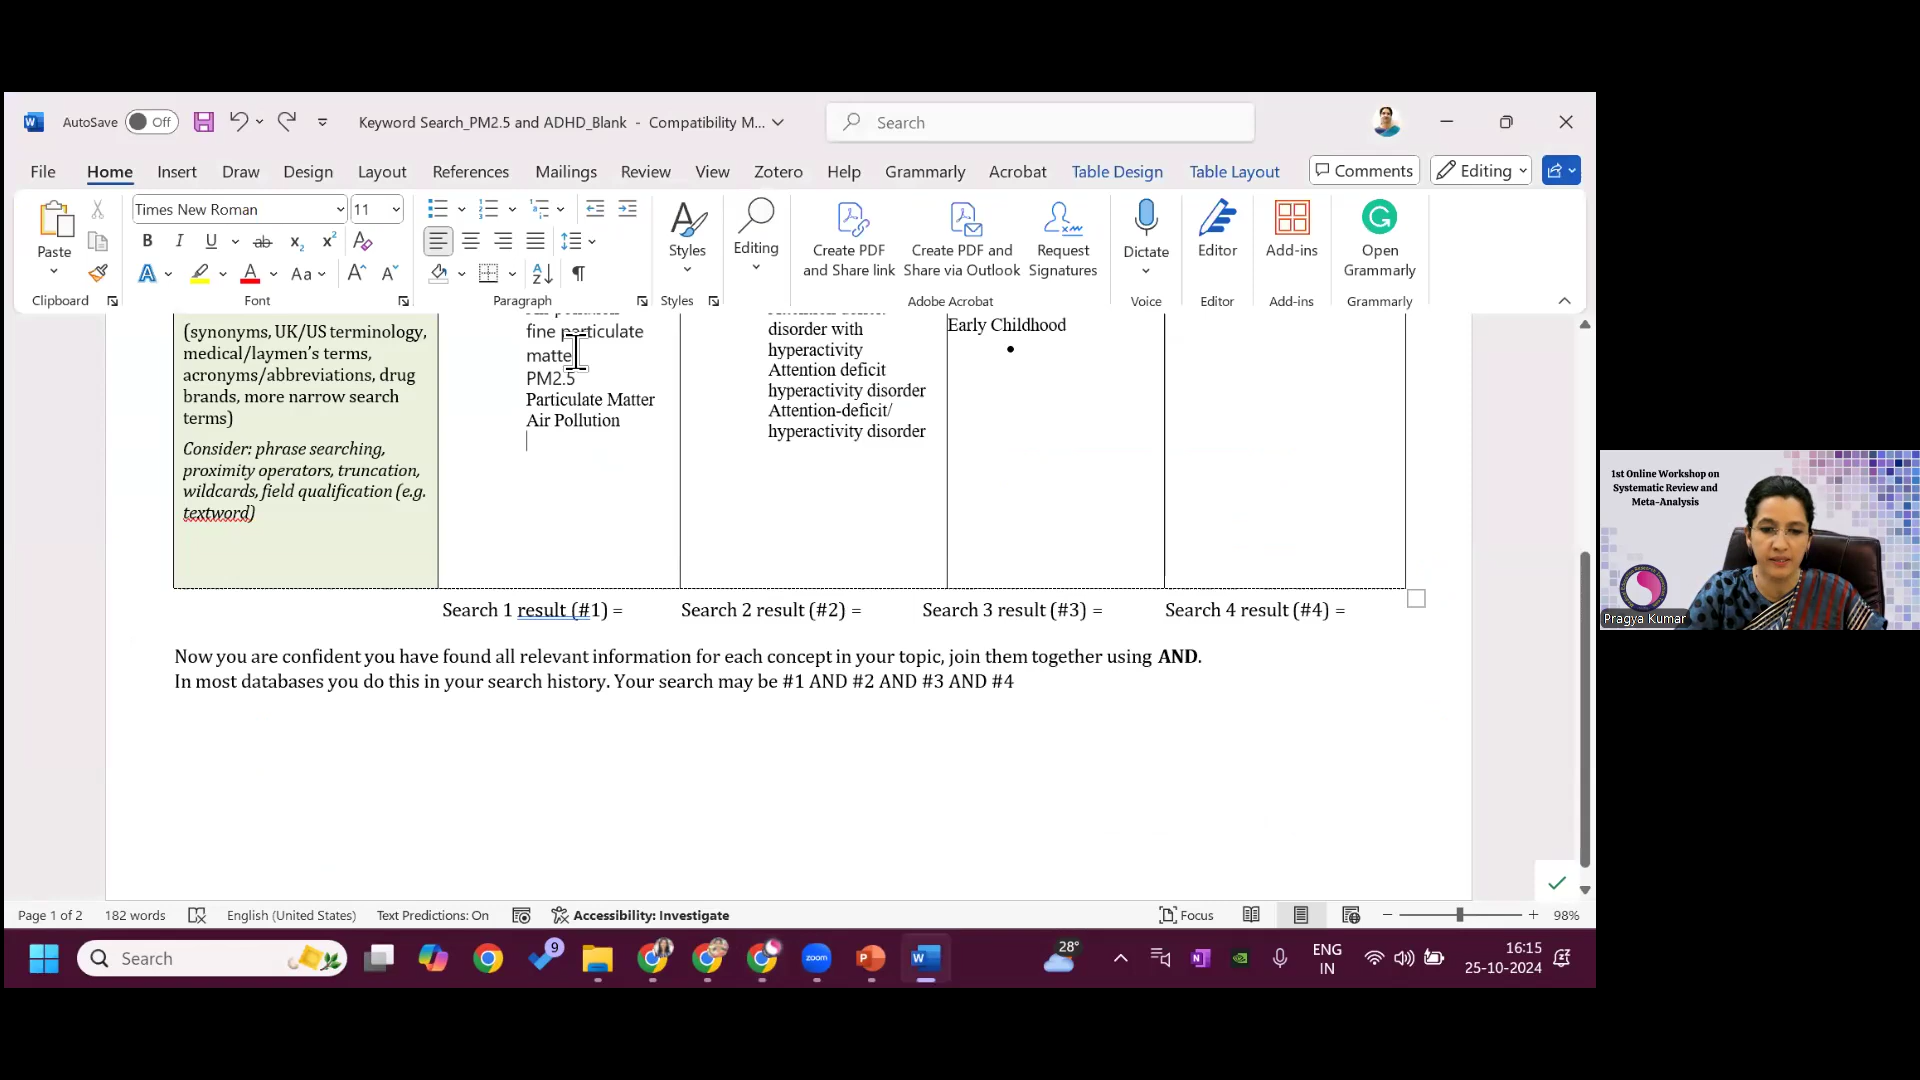 AutoSave Off Keyword Search_PM2.5 and ADHD_Blank - Compatibility M... Search
File Home Insert Draw Design Layout References Mailings Review View Zotero Help Grammarly Acrobat Table Design Table Layout Comments Editing
Times New Roman 11
Paste
Styles
Editing
Create PDF and Share link
Create PDF and Share via Outlook
Request Signatures
Dictate
Editor
Add-ins
Open Grammarly
Clipboard Font Paragraph Styles Adobe Acrobat Voice Editor Add-ins Grammarly
(synonyms, UK/US terminology,
medical/laymen's terms,
acronyms/abbreviations, drug
brands, more narrow search
terms)
Consider: phrase searching,
proximity operators, truncation,
wildcards, field qualification (e.g.
textword)
fine particulate
matte
PM2.5
Particulate Matter
Air Pollution
disorder with
hyperactivity
Attention deficit
hyperactivity disorder
Attention-deficit/
hyperactivity disorder
Early Childhood
Search 1 result (#1) = Search 2 result (#2) = Search 3 result (#3) = Search 4 result (#4) =
Now you are confident you have found all relevant information for each concept in your topic, join them together using AND.
In most databases you do this in your search history. Your search may be #1 AND #2 AND #3 AND #4
Page 1 of 2 182 words English (United States) Text Predictions: On Accessibility: Investigate Focus 98%
Search 9 zoom 28° ENG IN 16:15 25-10-2024
1st Online Workshop on
Systematic Review and
Meta-Analysis
Pragya Kumar